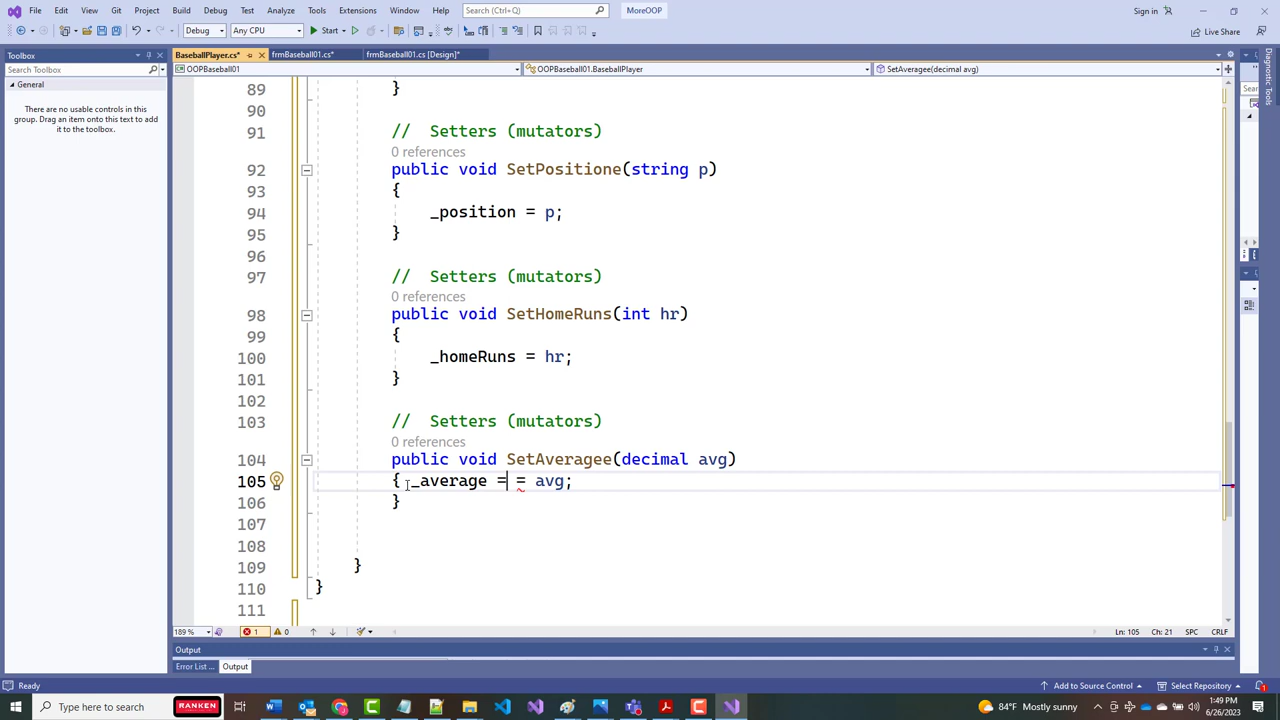 File Edit View Git Project Build Debug Test Analyze Tools Extensions Window Help Search (Ctrl+Q) MoreOOP Sign in
Debug Any CPU Start Live Share
Toolbox BaseballPlayer.cs* frmBaseball01.cs* frmBaseball01.cs [Design]*
Search Toolbox OOPBaseball01 OOPBaseball01.BaseballPlayer SetAveragee(decimal avg)
General
There are no usable controls in this
group. Drag an item onto this text to add
it to the toolbox.
Diagnostic Tools
89 }
90
91 // Setters (mutators)
0 references
92 public void SetPositione(string p)
93 {
94 _position = p;
95 }
96
97 // Setters (mutators)
0 references
98 public void SetHomeRuns(int hr)
99 {
100 _homeRuns = hr;
101 }
102
103 // Setters (mutators)
0 references
104 public void SetAveragee(decimal avg)
105 { _average = = avg;
106 }
107
108
109 }
110 }
111
189 % 1 0 Ln: 105 Ch: 21 SPC CRLF
Output
Error List ... Output
Ready Add to Source Control Select Repository 1
Type here to search RANKEN 84°F Mostly sunny 1:49 PM
6/26/2023